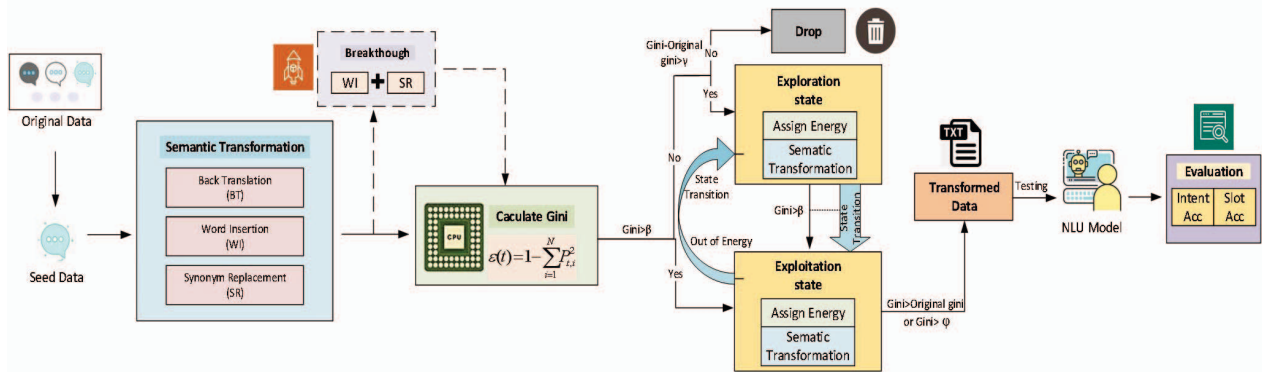 Original Data
Seed Data
Semantic Transformation
Back Translation
(BT)
Word Insertion
(WI)
Synonym Replacement
(SR)
Breakthough
WI + SR
Caculate Gini
CPU
ε(t)=1-∑P²t,i
N
i=1
Gini>β
No
Yes
Gini-Original
gini>γ
No
Yes
Drop
Exploration
state
Assign Energy
Sematic
Transformation
State
Transition
Out of Energy
Gini>β
State
Transition
Exploitation
state
Assign Energy
Sematic
Transformation
Gini>Original gini
or Gini> φ
TXT
Transformed
Data
Testing
NLU Model
Evaluation
Intent
Acc
Slot
Acc